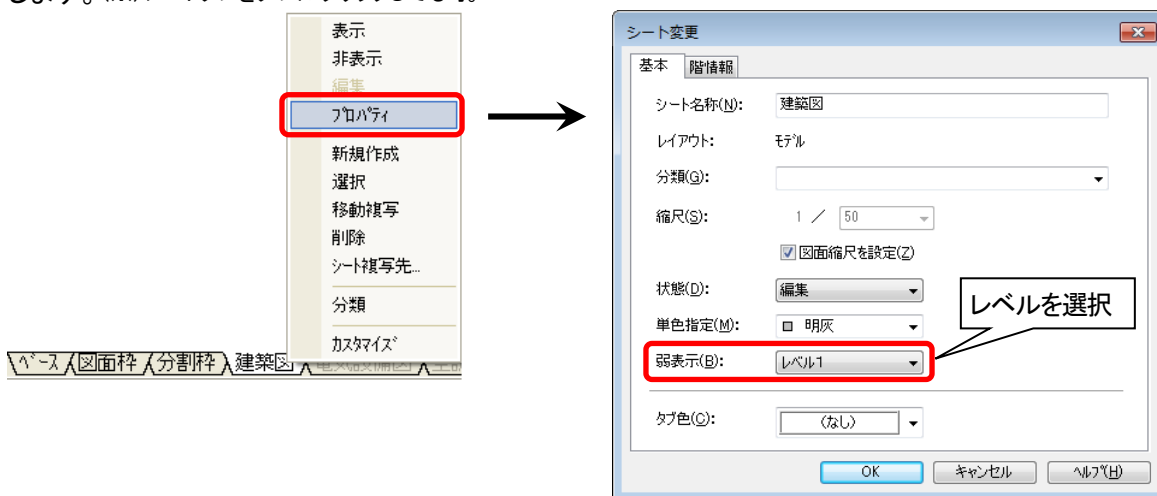 表示
非表示
編集
プロパティ
新規作成
選択
移動複写
削除
シート複写先...
分類
カスタマイズ
ベース
図面枠
分割枠
建築図
シート変更
基本
階情報
シート名称(N):
建築図
レイアウト:
モデル
分類(G):
縮尺(S):
1 ／ 50
図面縮尺を設定(Z)
状態(D):
編集
単色指定(M):
明灰
弱表示(B):
レベル1
レベルを選択
タブ色(C):
(なし)
OK
キャンセル
ヘルプ(H)